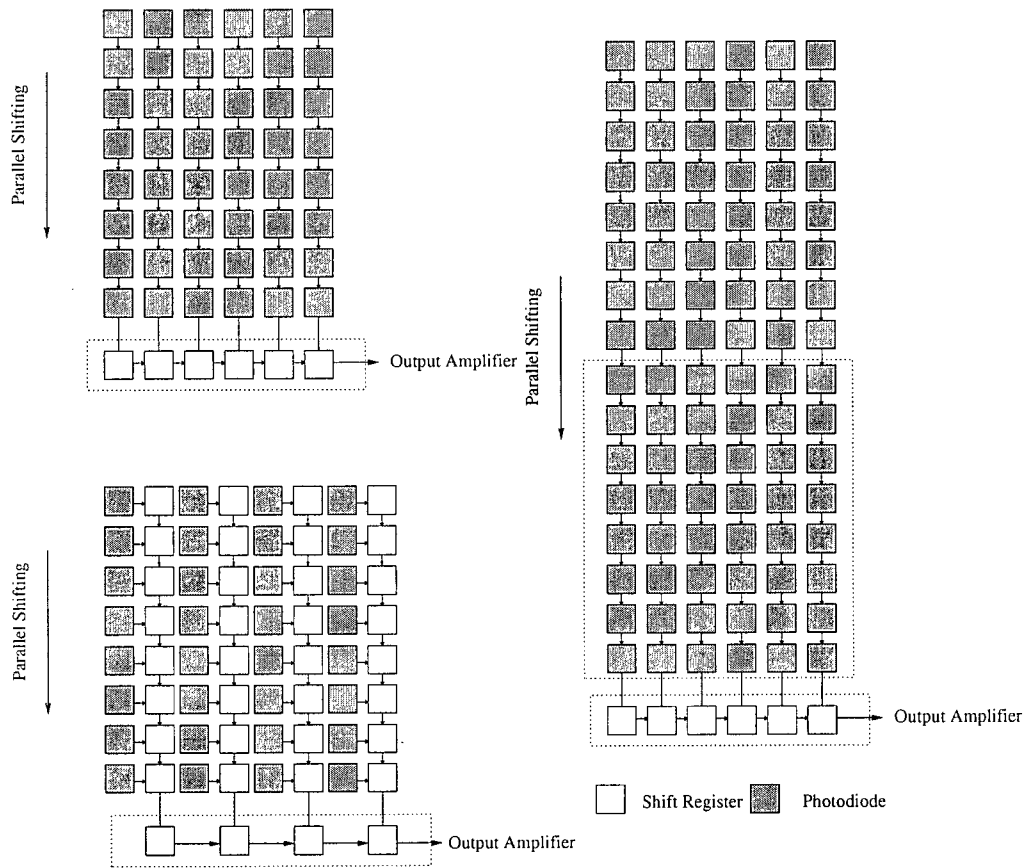 Parallel Shifting
Output Amplifier
Parallel Shifting
Output Amplifier
Parallel Shifting
Output Amplifier
Shift Register
Photodiode